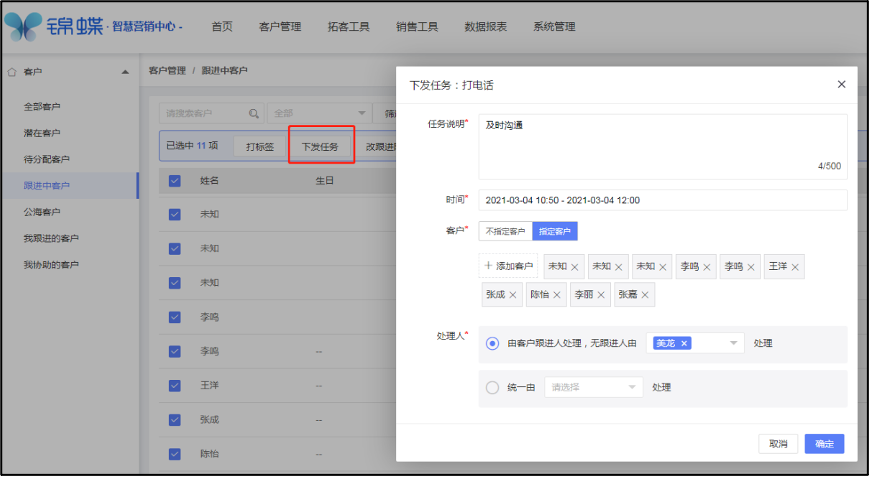 锦蝶·智慧营销中心- 首页 客户管理 拓客工具 销售工具 数据报表 系统管理
客户
全部客户
潜在客户
待分配客户
跟进中客户
公海客户
我跟进的客户
我协助的客户
客户管理 / 跟进中客户
请搜索客户 全部
已选中 11 项 打标签 下发任务 改跟进
姓名 生日
未知
未知
未知
李鸣
李鸣 --
王洋 --
张成 --
陈怡 --
下发任务：打电话
任务说明* 及时沟通
4/500
时间* 2021-03-04 10:50 - 2021-03-04 12:00
客户* 不指定客户 指定客户
+ 添加客户 未知 × 未知 × 未知 × 李鸣 × 李鸣 × 王洋 ×
张成 × 陈怡 × 李丽 × 张嘉 ×
处理人* 由客户跟进人处理，无跟进人由 美龙 × 处理
统一由 请选择 处理
取消 确定